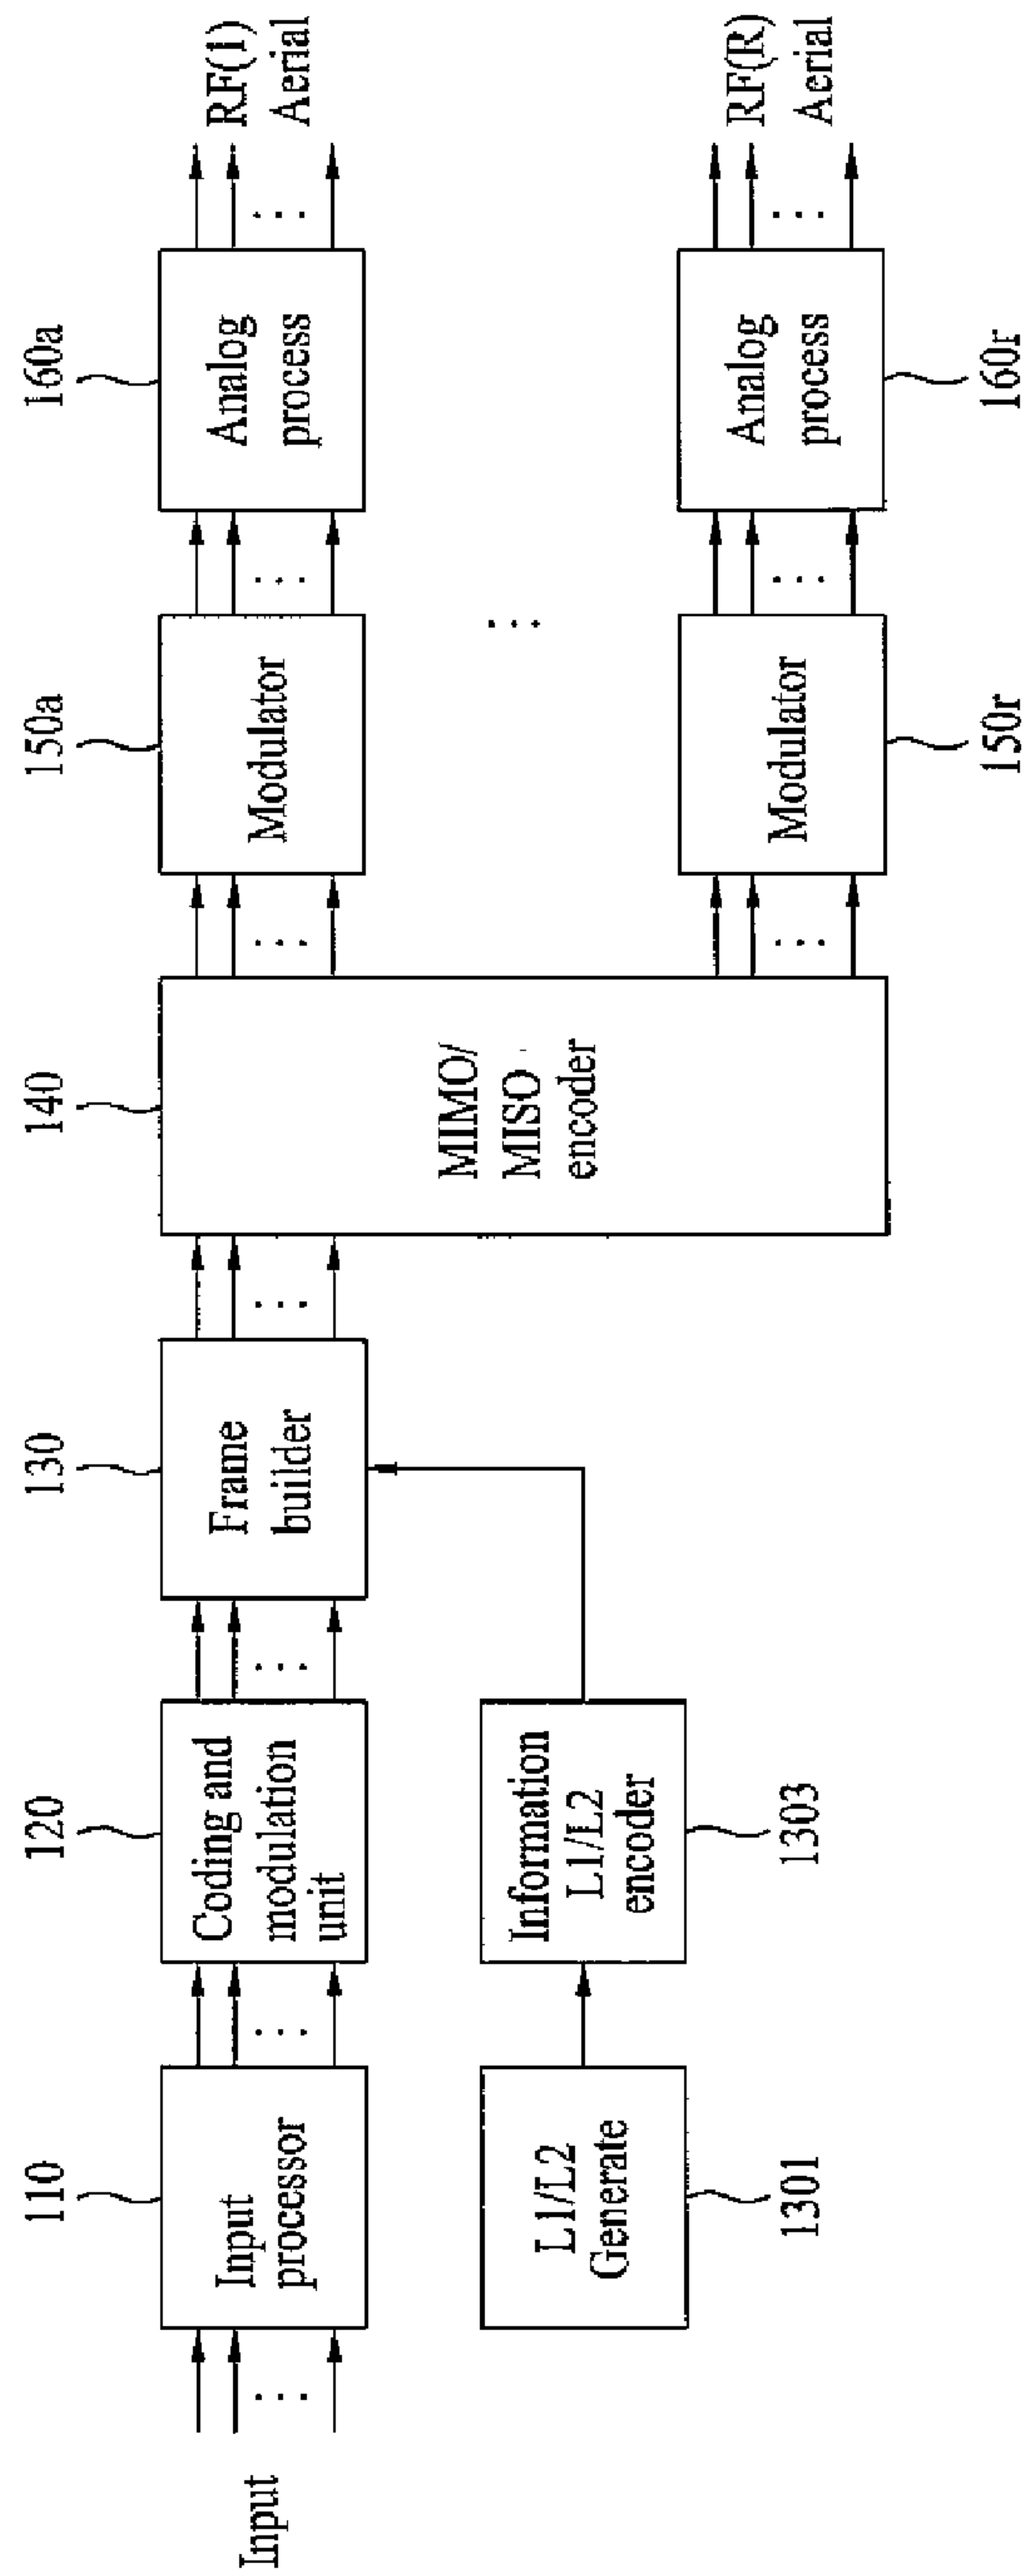 110
120
130
140
150a
160a
Input
Input
processor
Coding and
modulation
unit
Frame
builder
MIMO/
MISO
encoder
Modulator
Analog
process
RF(1)
Aerial
L1/L2
Generate
Information
L1/L2
encoder
1301
1303
Modulator
Analog
process
RF(R)
Aerial
150r
160r